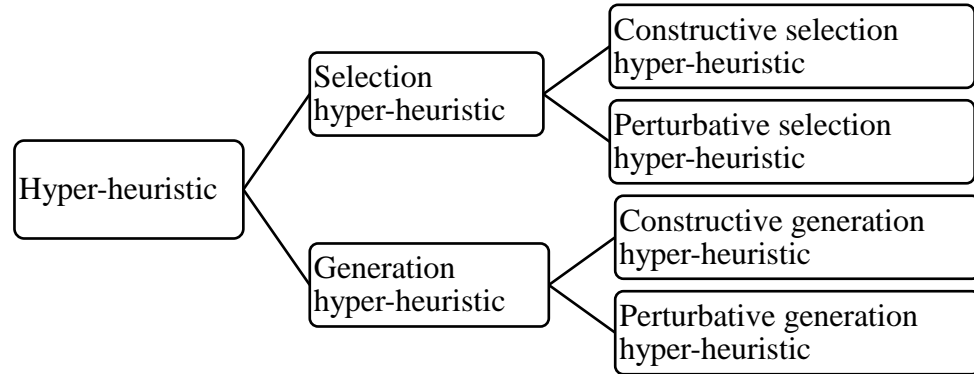 Hyper-heuristic
Selection
hyper-heuristic
Generation
hyper-heuristic
Constructive selection
hyper-heuristic
Perturbative selection
hyper-heuristic
Constructive generation
hyper-heuristic
Perturbative generation
hyper-heuristic